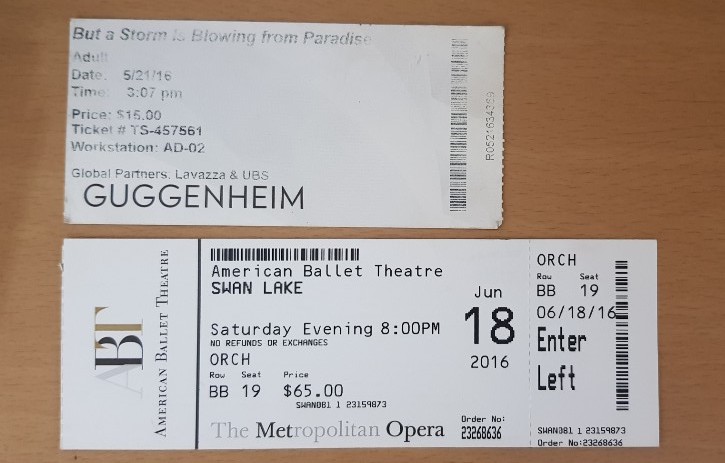 But a Storm Is Blowing from Paradise
Adult
Date: 5/21/16
Time: 3:07 pm
Price: $15.00
Ticket # TS-457561
Workstation: AD-02
Global Partners: Lavazza & UBS
GUGGENHEIM
R0521634369
ABT
AMERICAN BALLET THEATRE
American Ballet Theatre
SWAN LAKE
Saturday Evening 8:00PM
NO REFUNDS OR EXCHANGES
ORCH
Row Seat Price
BB 19 $65.00
SWAN0B1 1 23159873
The Metropolitan Opera
Jun
18
2016
Order No:
23268636
ORCH
Row Seat
BB 19
06/18/16
Enter
Left
SWAN0B1 1 23159873
Order No:23268636